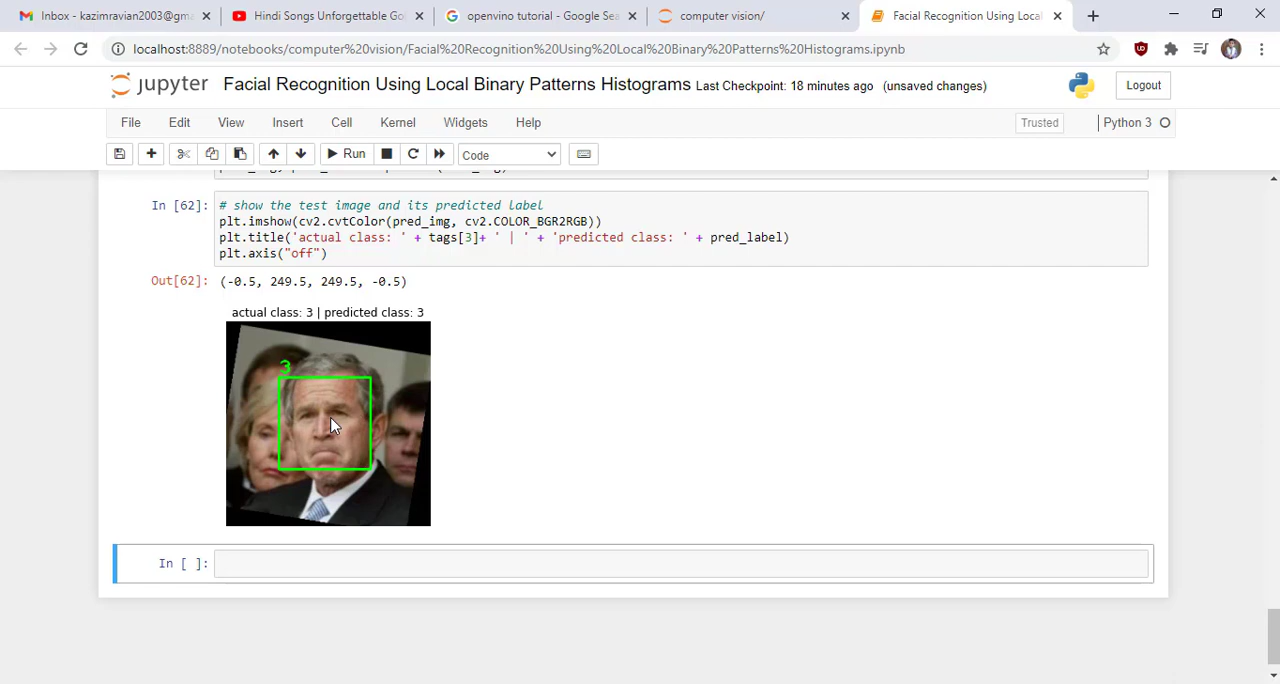 Inbox - kazimravian2003@gm
Hindi Songs Unforgettable Go
openvino tutorial - Google Sea
computer vision/
Facial Recognition Using Local
localhost:8889/notebooks/computer%20vision/Facial%20Recognition%20Using%20Local%20Binary%20Patterns%20Histograms.ipynb
jupyter Facial Recognition Using Local Binary Patterns Histograms Last Checkpoint: 18 minutes ago (unsaved changes) Logout
File Edit View Insert Cell Kernel Widgets Help Trusted Python 3
Run Code
In [62]: # show the test image and its predicted label
plt.imshow(cv2.cvtColor(pred_img, cv2.COLOR_BGR2RGB))
plt.title('actual class: ' + tags[3]+ ' | ' + 'predicted class: ' + pred_label)
plt.axis("off")
Out[62]: (-0.5, 249.5, 249.5, -0.5)
actual class: 3 | predicted class: 3
3
In [ ]: